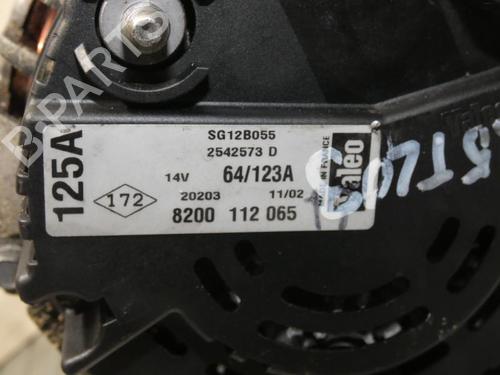 B-PARTS
125A
SG12B055
2542573 D
14V 64/123A
172
20203 11/02
8200 112 065
Valeo
MADE IN FRANCE